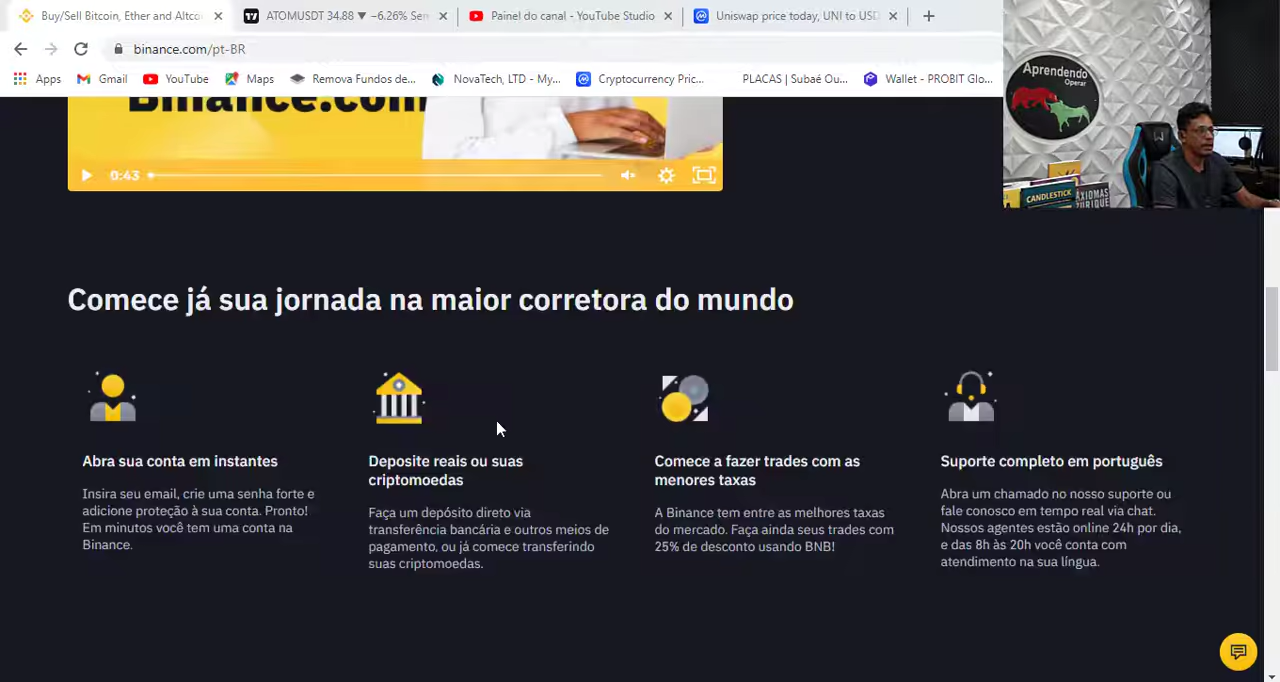 Buy/Sell Bitcoin, Ether and Altco
ATOMUSDT 34.88 ▼ −6.26% Sem
Painel do canal - YouTube Studio
Uniswap price today, UNI to USD
binance.com/pt-BR
Apps
Gmail
YouTube
Maps
Remova Fundos de...
NovaTech, LTD - My...
Cryptocurrency Pric...
PLACAS | Subaé Ou...
Wallet - PROBIT Glo...
Aprendendo
Operar
CANDLESTICK
AXIOMAS
ZURIQUE
Binance.com
0:43
Comece já sua jornada na maior corretora do mundo
Abra sua conta em instantes
Insira seu email, crie uma senha forte e
adicione proteção à sua conta. Pronto!
Em minutos você tem uma conta na
Binance.
Deposite reais ou suas
criptomoedas
Faça um depósito direto via
transferência bancária e outros meios de
pagamento, ou já comece transferindo
suas criptomoedas.
Comece a fazer trades com as
menores taxas
A Binance tem entre as melhores taxas
do mercado. Faça ainda seus trades com
25% de desconto usando BNB!
Suporte completo em português
Abra um chamado no nosso suporte ou
fale conosco em tempo real via chat.
Nossos agentes estão online 24h por dia,
e das 8h às 20h você conta com
atendimento na sua língua.